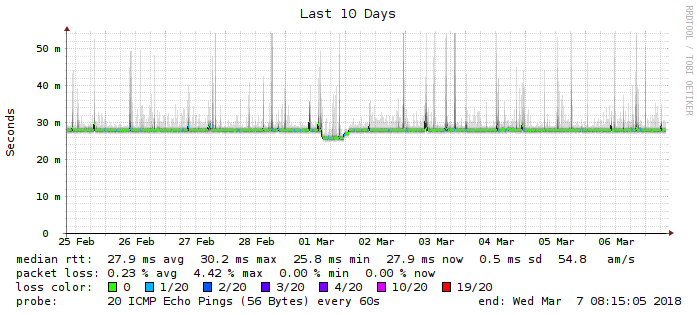 Last 10 Days
RRDTOOL / TOBI OETIKER
Seconds
50 m
40 m
30 m
20 m
10 m
0
25 Feb 26 Feb 27 Feb 28 Feb 01 Mar 02 Mar 03 Mar 04 Mar 05 Mar 06 Mar
median rtt: 27.9 ms avg 30.2 ms max 25.8 ms min 27.9 ms now 0.5 ms sd 54.8 am/s
packet loss: 0.23 % avg 4.42 % max 0.00 % min 0.00 % now
loss color: 0 1/20 2/20 3/20 4/20 10/20 19/20
probe: 20 ICMP Echo Pings (56 Bytes) every 60s end: Wed Mar 7 08:15:05 2018